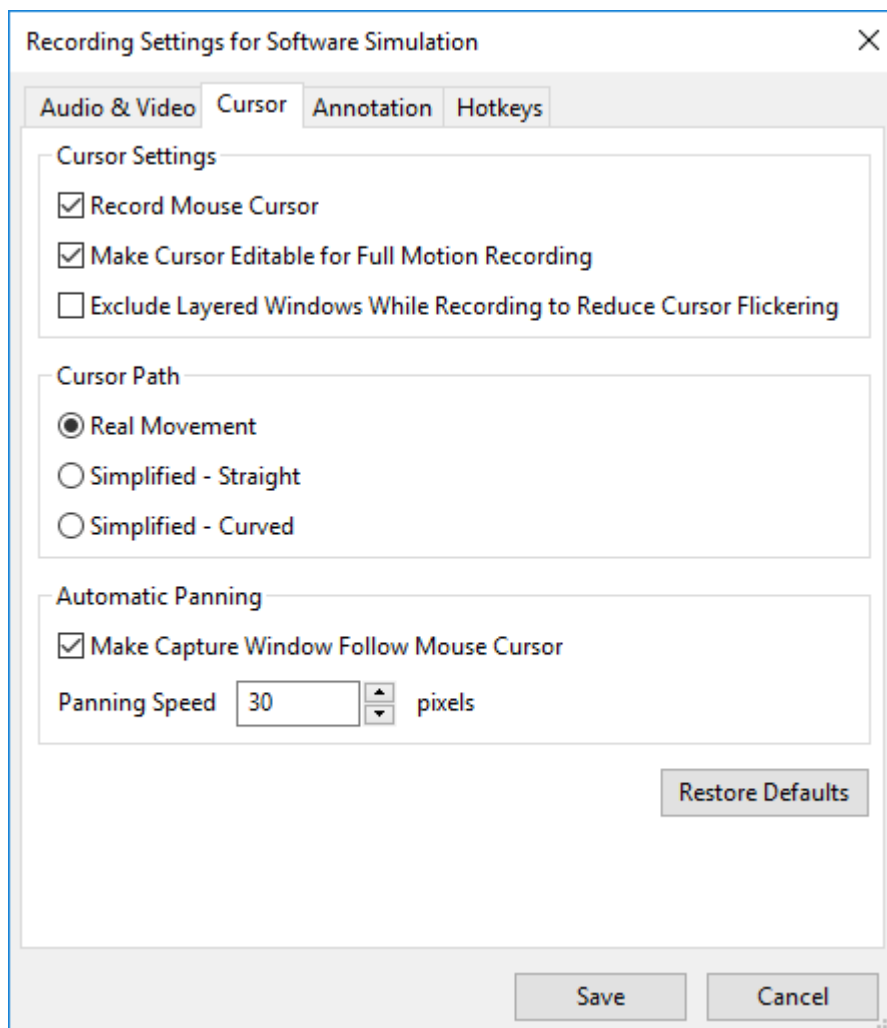 Recording Settings for Software Simulation
Audio & Video Cursor Annotation Hotkeys
Cursor Settings
Record Mouse Cursor
Make Cursor Editable for Full Motion Recording
Exclude Layered Windows While Recording to Reduce Cursor Flickering
Cursor Path
Real Movement
Simplified - Straight
Simplified - Curved
Automatic Panning
Make Capture Window Follow Mouse Cursor
Panning Speed 30 pixels
Restore Defaults
Save Cancel